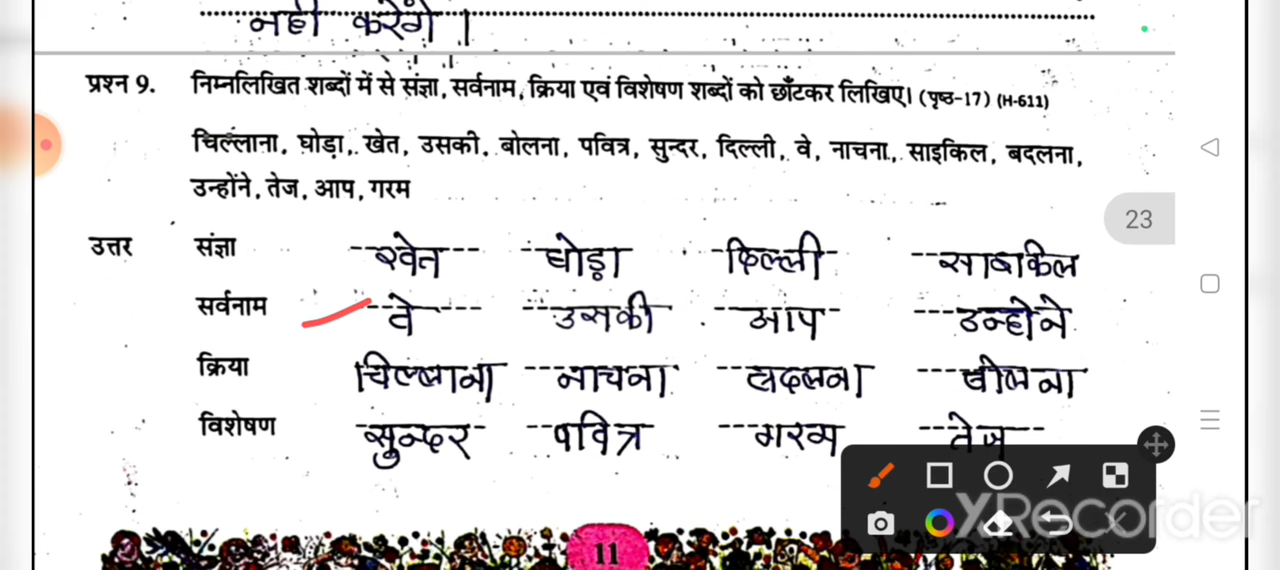 नही करेंगे ।
प्रश्न 9. निम्नलिखित शब्दों में से संज्ञा, सर्वनाम, क्रिया एवं विशेषण शब्दों को छाँटकर लिखिए। (पृष्ठ-17) (H-611)
चिल्लाना, घोड़ा, खेत, उसकी, बोलना, पवित्र, सुन्दर, दिल्ली, वे, नाचना, साइकिल, बदलना,
उन्होंने, तेज, आप, गरम
23
उत्तर संज्ञा खेत घोड़ा दिल्ली साइकिल
सर्वनाम वे उसकी आप उन्होने
क्रिया चिल्लाना नाचना बदलना बोलना
विशेषण सुन्दर पवित्र गरम तेज
XRecorder
11